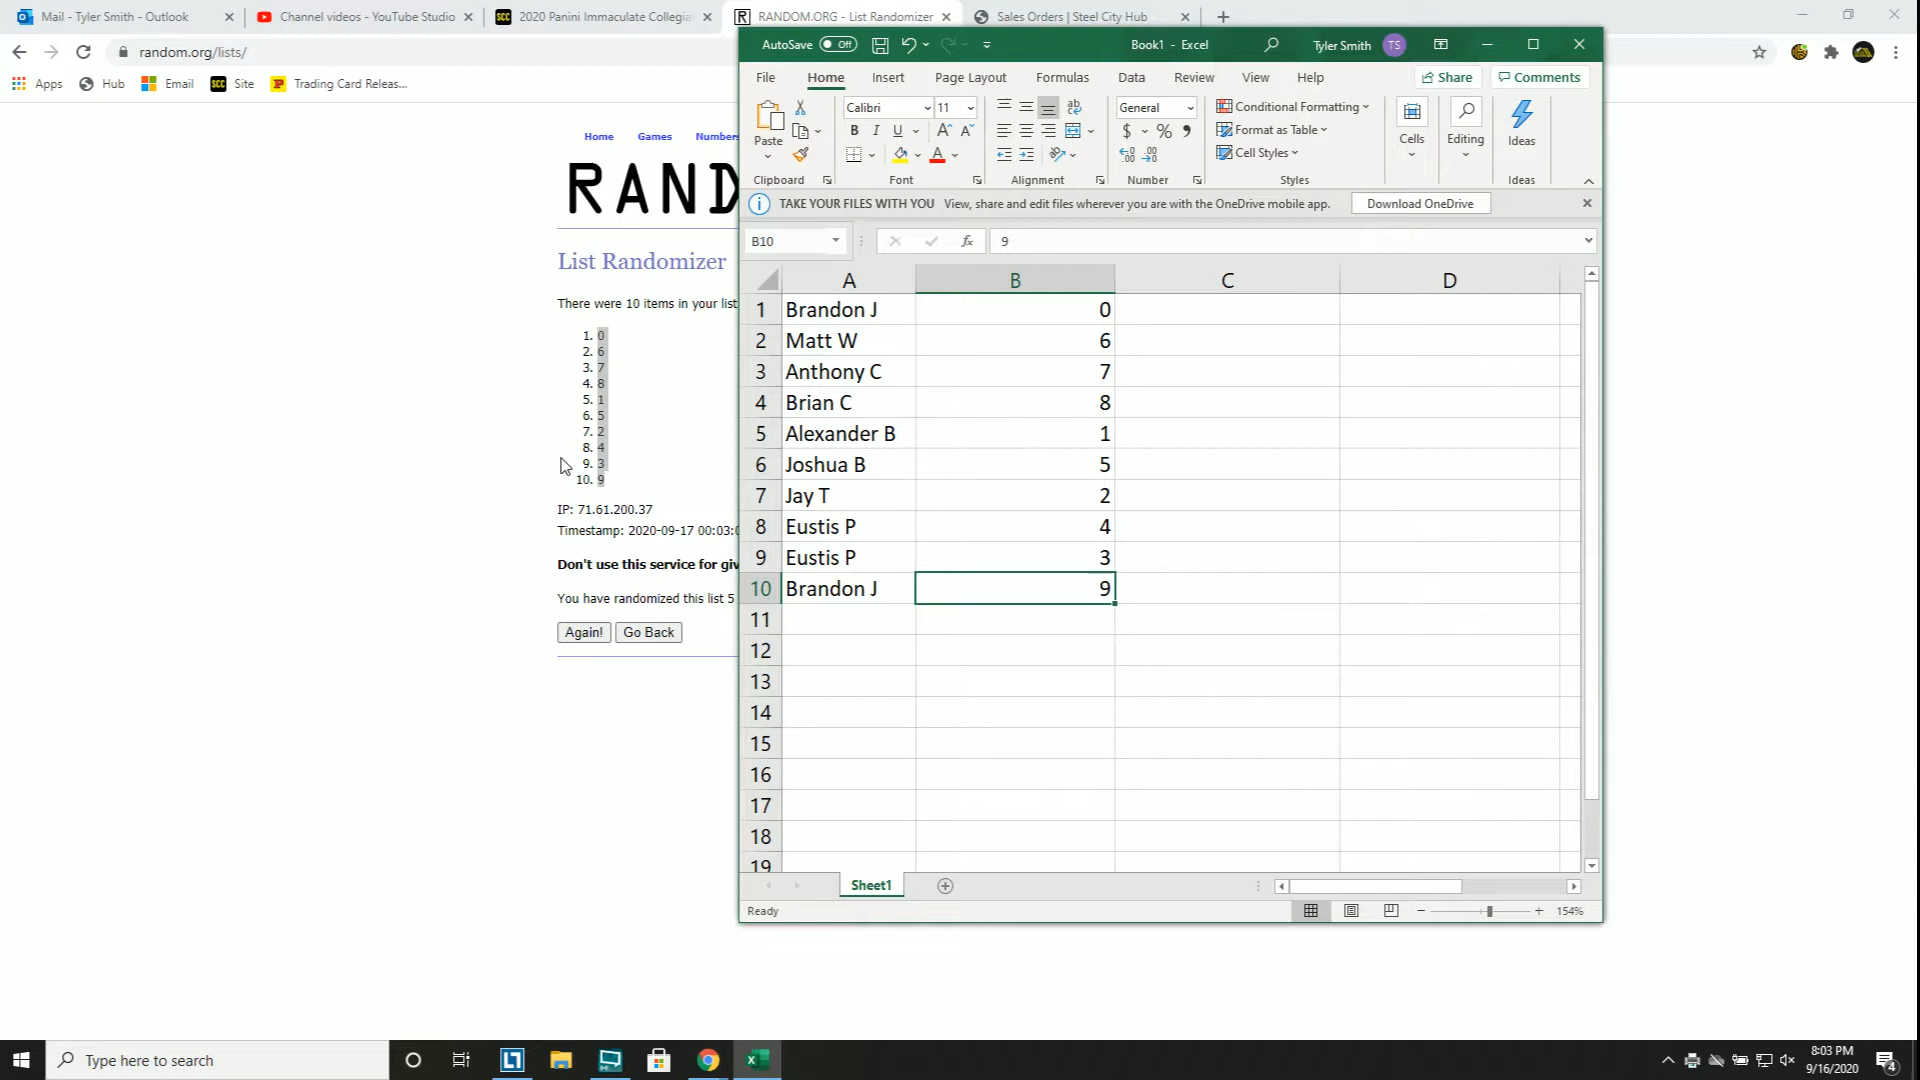 Mail - Tyler Smith - Outlook
Channel videos - YouTube Studio
2020 Panini Immaculate Collegia
RANDOM.ORG - List Randomizer
Sales Orders | Steel City Hub
random.org/lists/
Apps
Hub
Email
SCC
Site
Trading Card Releas...
Home
Games
Numbers
RAND
List Randomizer
There were 10 items in your list
1. 0
2. 6
3. 7
4. 8
5. 1
6. 5
7. 2
8. 4
9. 3
10. 9
IP: 71.61.200.37
Timestamp: 2020-09-17 00:03:0
Don't use this service for giv
You have randomized this list 5
Again!
Go Back
AutoSave
Off
Book1 - Excel
Tyler Smith
TS
File
Home
Insert
Draw
Page Layout
Formulas
Data
Review
View
Help
Share
Comments
Paste
Clipboard
Calibri
11
B I U
Font
Alignment
General
$ % ,
Number
Conditional Formatting
Format as Table
Cell Styles
Styles
Cells
Editing
Ideas
Ideas
TAKE YOUR FILES WITH YOU View, share and edit files wherever you are with the OneDrive mobile app.
Download OneDrive
B10
fx
9
A B C D
1 Brandon J 0
2 Matt W 6
3 Anthony C 7
4 Brian C 8
5 Alexander B 1
6 Joshua B 5
7 Jay T 2
8 Eustis P 4
9 Eustis P 3
10 Brandon J 9
11
12
13
14
15
16
17
18
19
Sheet1
Ready
154%
Type here to search
8:03 PM
9/16/2020
4